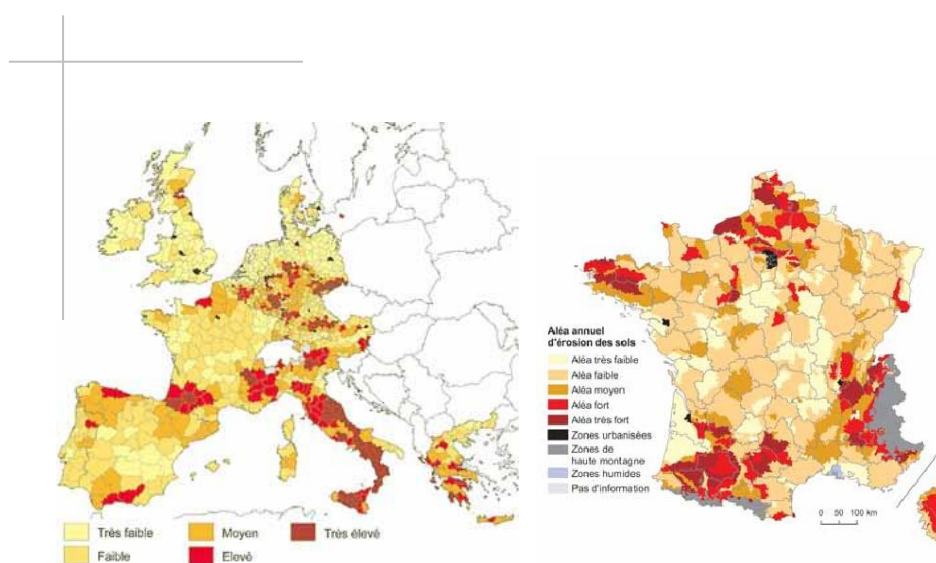 Très faible
Faible
Moyen
Elevé
Très élevé
Aléa annuel
d'érosion des sols
Aléa très faible
Aléa faible
Aléa moyen
Aléa fort
Aléa très fort
Zones urbanisées
Zones de
haute montagne
Zones humides
Pas d'information
0 50 100 km